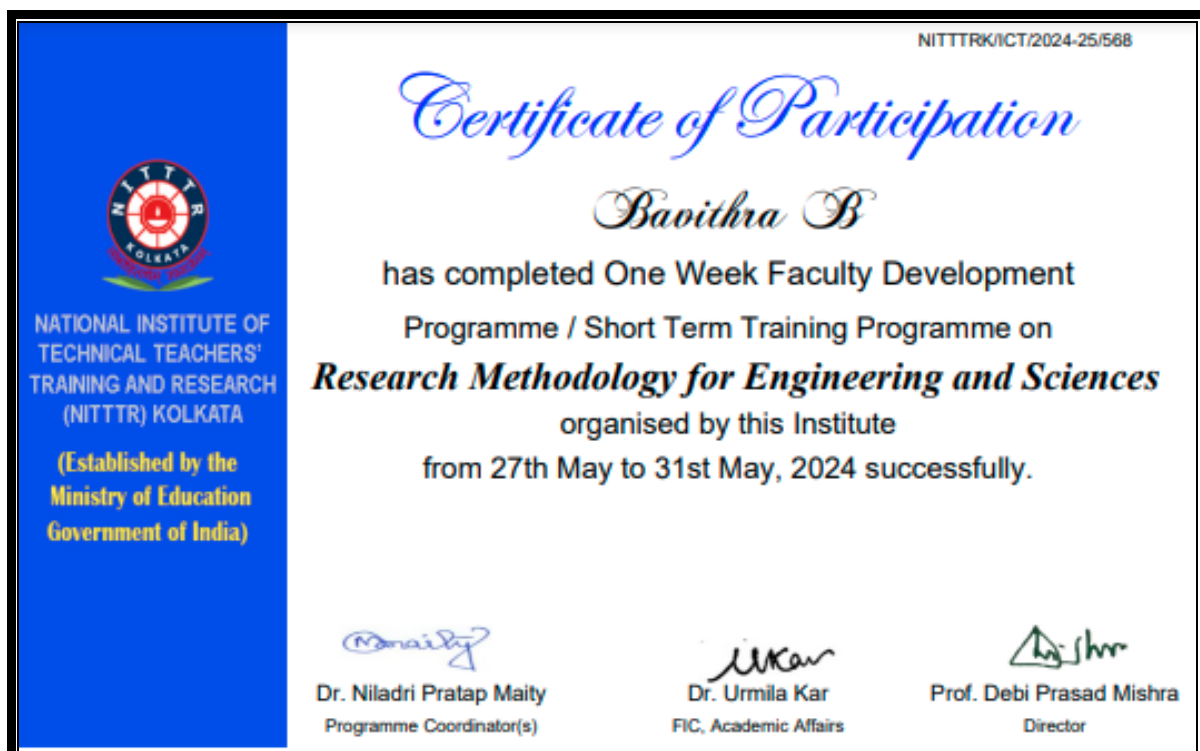 NITTTRK/ICT/2024-25/568
Certificate of Participation
Bavithra B
has completed One Week Faculty Development
Programme / Short Term Training Programme on
Research Methodology for Engineering and Sciences
organised by this Institute
from 27th May to 31st May, 2024 successfully.
NITTTR
KOLKATA
NATIONAL INSTITUTE OF
TECHNICAL TEACHERS'
TRAINING AND RESEARCH
(NITTTR) KOLKATA
(Established by the
Ministry of Education
Government of India)
Dr. Niladri Pratap Maity
Programme Coordinator(s)
Dr. Urmila Kar
FIC, Academic Affairs
Prof. Debi Prasad Mishra
Director